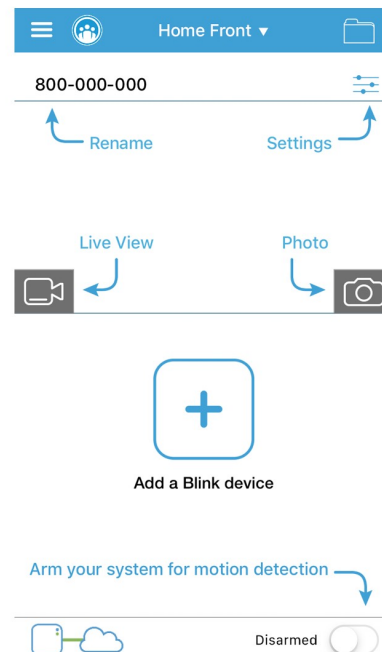 Home Front ▼
800-000-000
Rename
Settings
Live View
Photo
Add a Blink device
Arm your system for motion detection
Disarmed